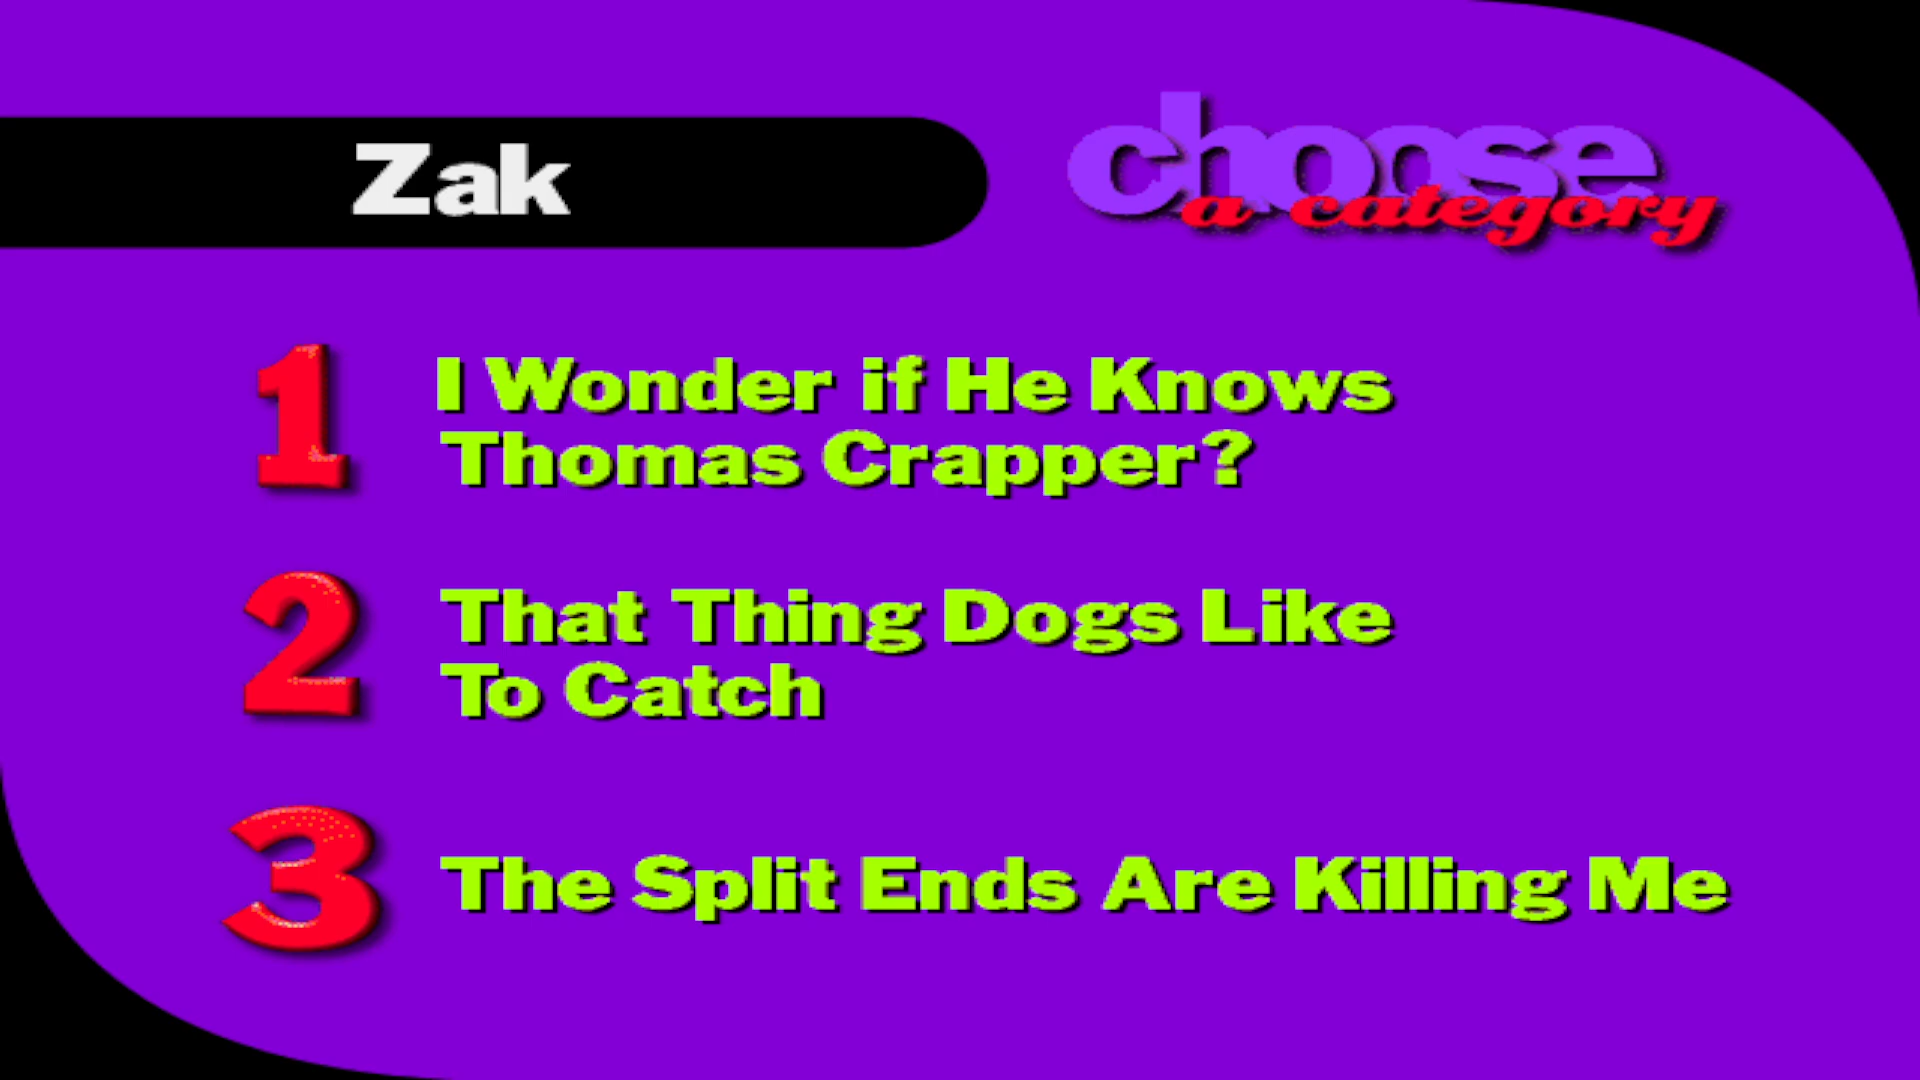 Zak
choose
a category
1
I Wonder if He Knows
Thomas Crapper?
2
That Thing Dogs Like
To Catch
3
The Split Ends Are Killing Me